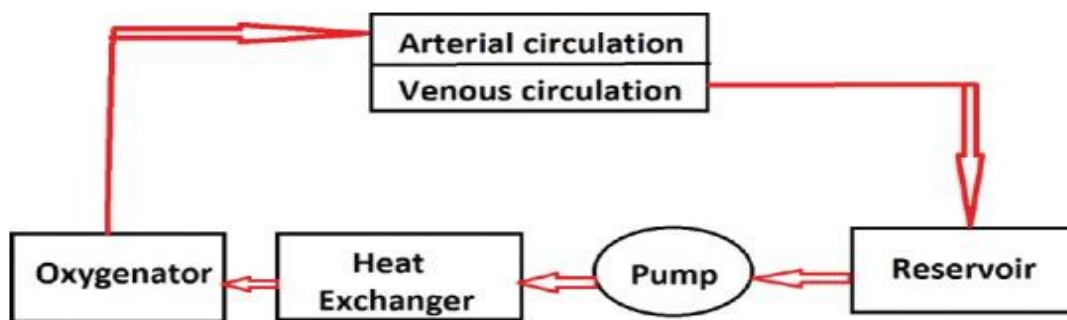 Arterial circulation
Venous circulation
Oxygenator
Heat
Exchanger
Pump
Reservoir